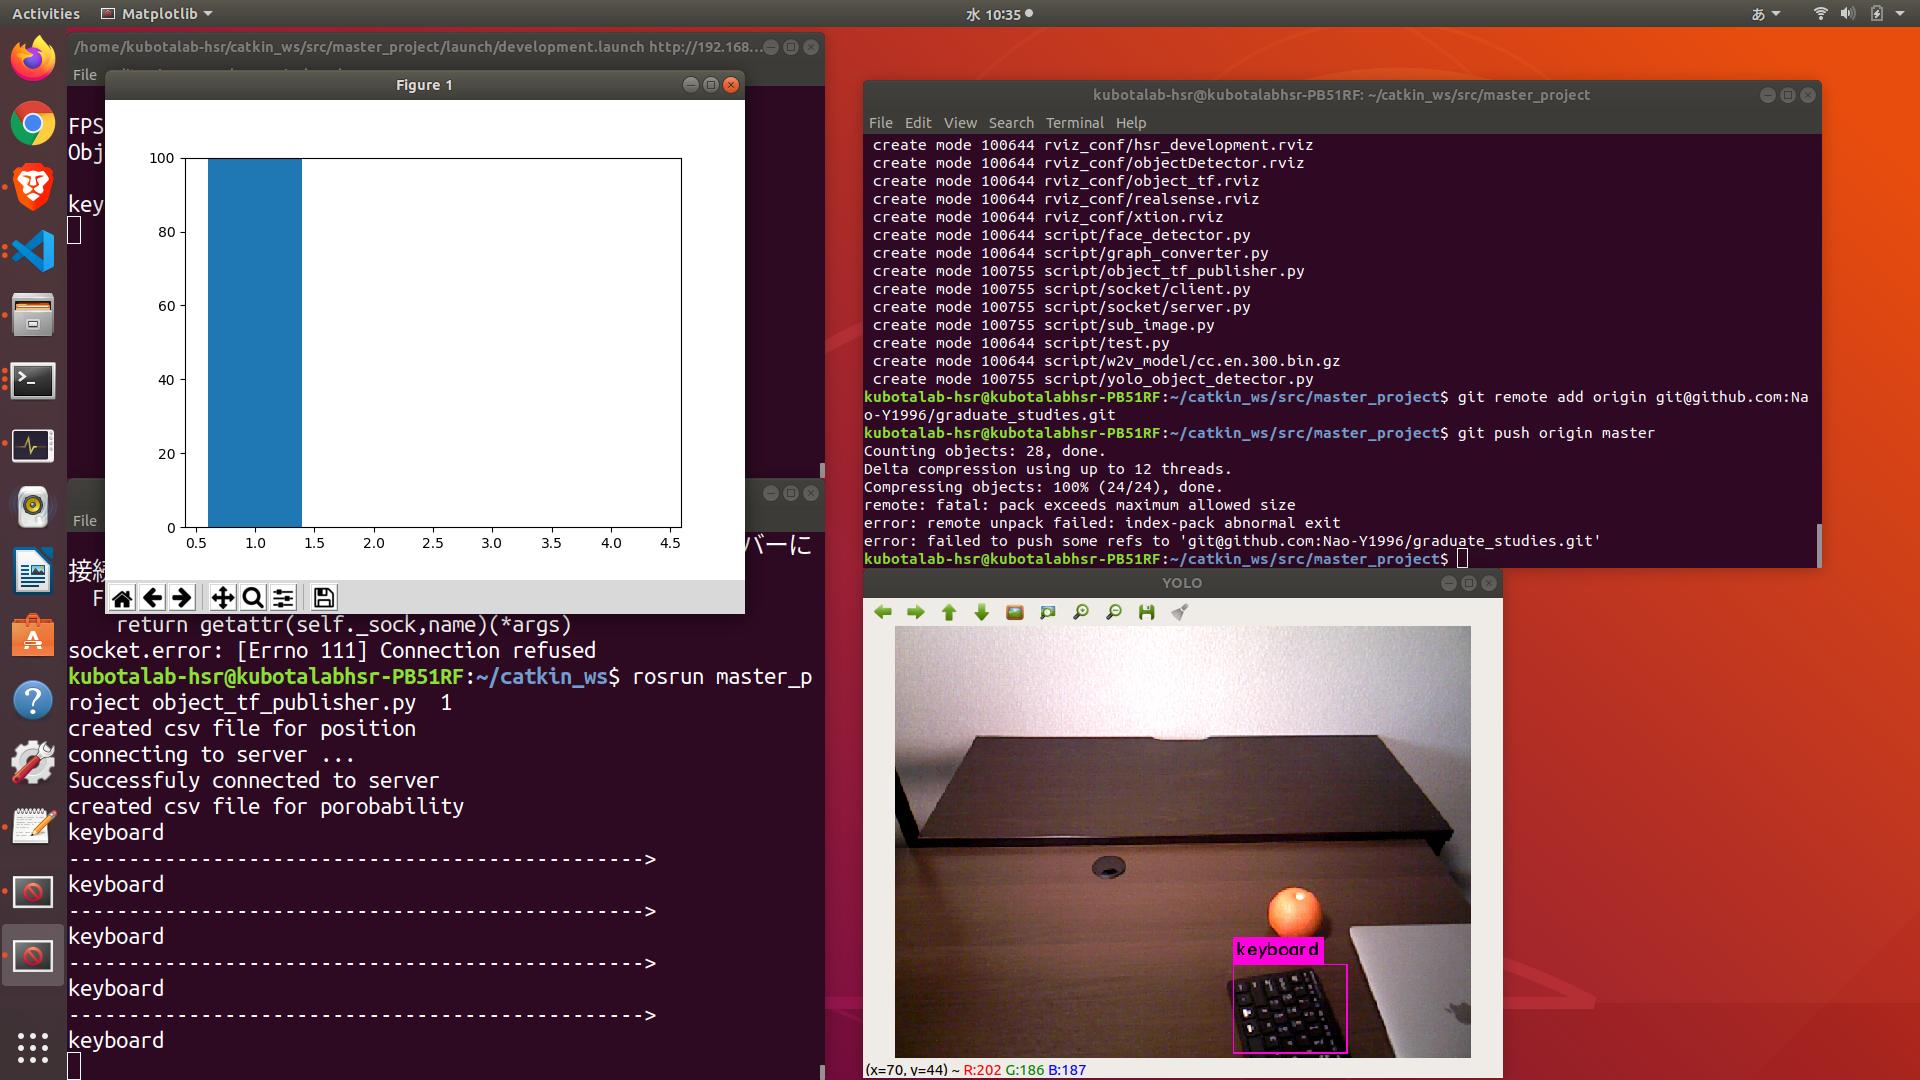 Activities
Matplotlib
水 10:35
あ
/home/kubotalab-hsr/catkin_ws/src/master_project/launch/development.launch http://192.168...
File
FPS
Obj
key
Figure 1
100
80
60
40
20
0
0.5 1.0 1.5 2.0 2.5 3.0 3.5 4.0 4.5
File
バーに
接続
F
return getattr(self._sock,name)(*args)
socket.error: [Errno 111] Connection refused
kubotalab-hsr@kubotalabhsr-PB51RF:~/catkin_ws$ rosrun master_p
roject object_tf_publisher.py  1
created csv file for position
connecting to server ...
Successfuly connected to server
created csv file for porobability
keyboard
------------------------------------------------>
keyboard
------------------------------------------------>
keyboard
------------------------------------------------>
keyboard
------------------------------------------------>
keyboard
kubotalab-hsr@kubotalabhsr-PB51RF: ~/catkin_ws/src/master_project
File Edit View Search Terminal Help
create mode 100644 rviz_conf/hsr_development.rviz
create mode 100644 rviz_conf/objectDetector.rviz
create mode 100644 rviz_conf/object_tf.rviz
create mode 100644 rviz_conf/realsense.rviz
create mode 100644 rviz_conf/xtion.rviz
create mode 100644 script/face_detector.py
create mode 100644 script/graph_converter.py
create mode 100755 script/object_tf_publisher.py
create mode 100755 script/socket/client.py
create mode 100755 script/socket/server.py
create mode 100755 script/sub_image.py
create mode 100644 script/test.py
create mode 100644 script/w2v_model/cc.en.300.bin.gz
create mode 100755 script/yolo_object_detector.py
kubotalab-hsr@kubotalabhsr-PB51RF:~/catkin_ws/src/master_project$ git remote add origin git@github.com:Na
o-Y1996/graduate_studies.git
kubotalab-hsr@kubotalabhsr-PB51RF:~/catkin_ws/src/master_project$ git push origin master
Counting objects: 28, done.
Delta compression using up to 12 threads.
Compressing objects: 100% (24/24), done.
remote: fatal: pack exceeds maximum allowed size
error: remote unpack failed: index-pack abnormal exit
error: failed to push some refs to 'git@github.com:Nao-Y1996/graduate_studies.git'
kubotalab-hsr@kubotalabhsr-PB51RF:~/catkin_ws/src/master_project$
YOLO
keyboard
(x=70, y=44) ~ R:202 G:186 B:187